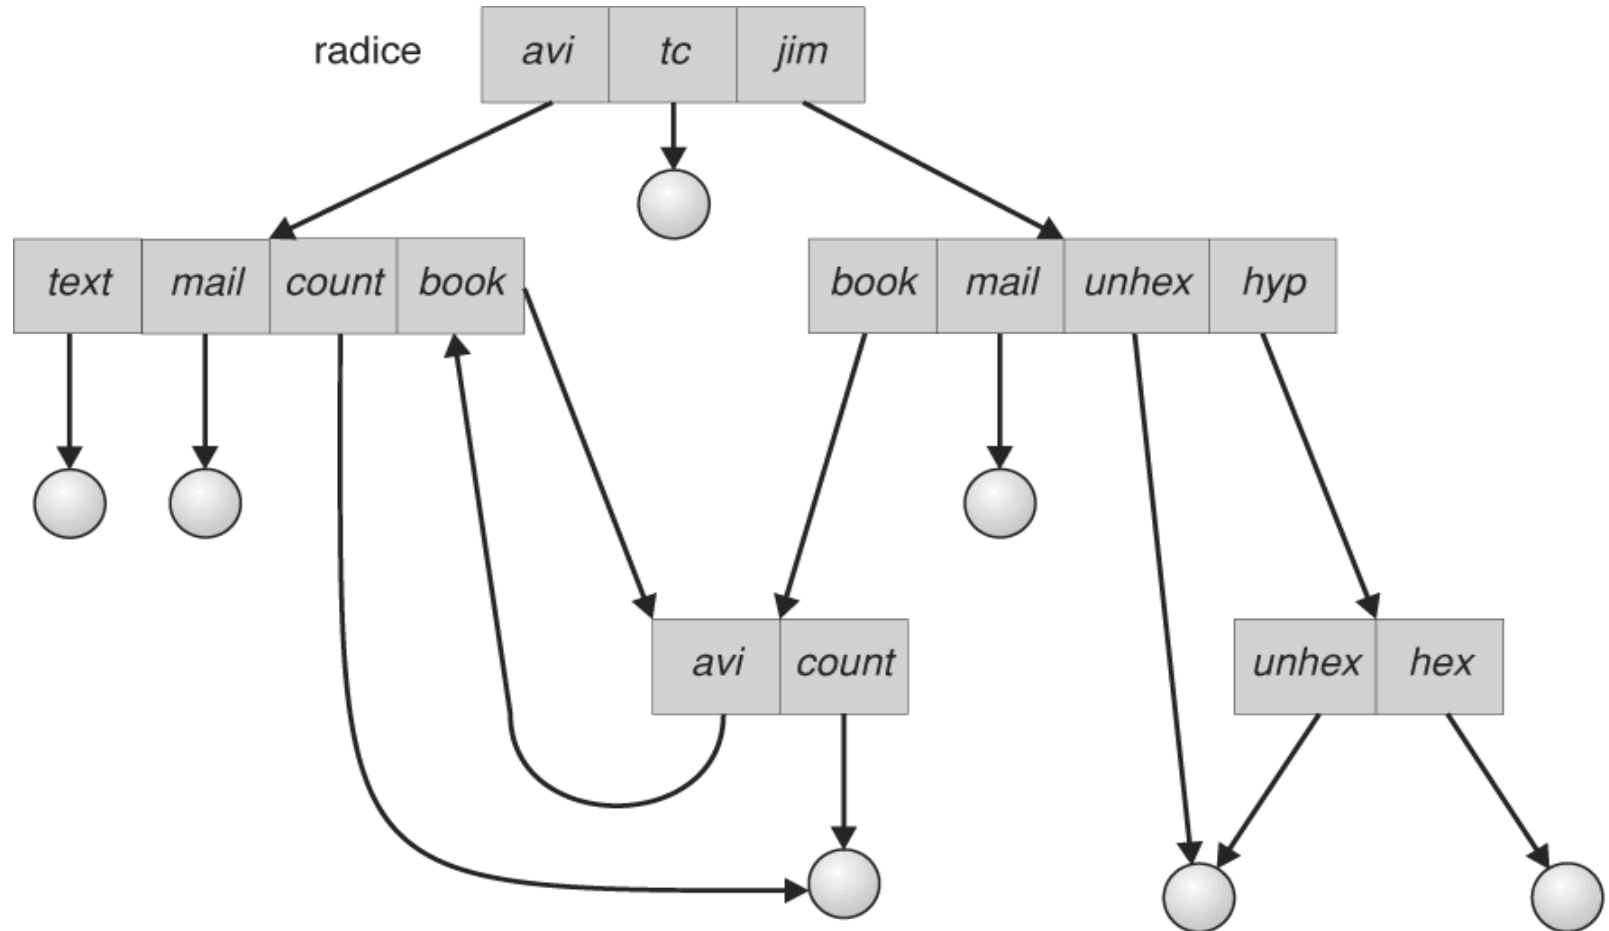 radice avi tc jim
text mail count book book mail unhex hyp
avi count unhex hex